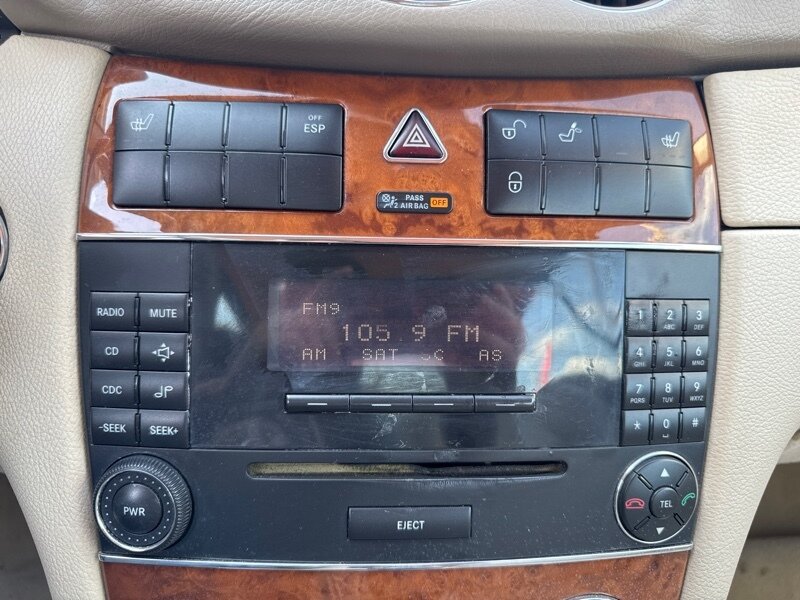 OFF
ESP
PASS
2 AIR BAG OFF
RADIO MUTE
CD
CDC
-SEEK SEEK+
PWR
FM9
105.9 FM
AM SAT SC AS
EJECT
1 2 ABC 3 DEF
4 GHI 5 JKL 6 MNO
7 PQRS 8 TUV 9 WXYZ
* 0 #
TEL